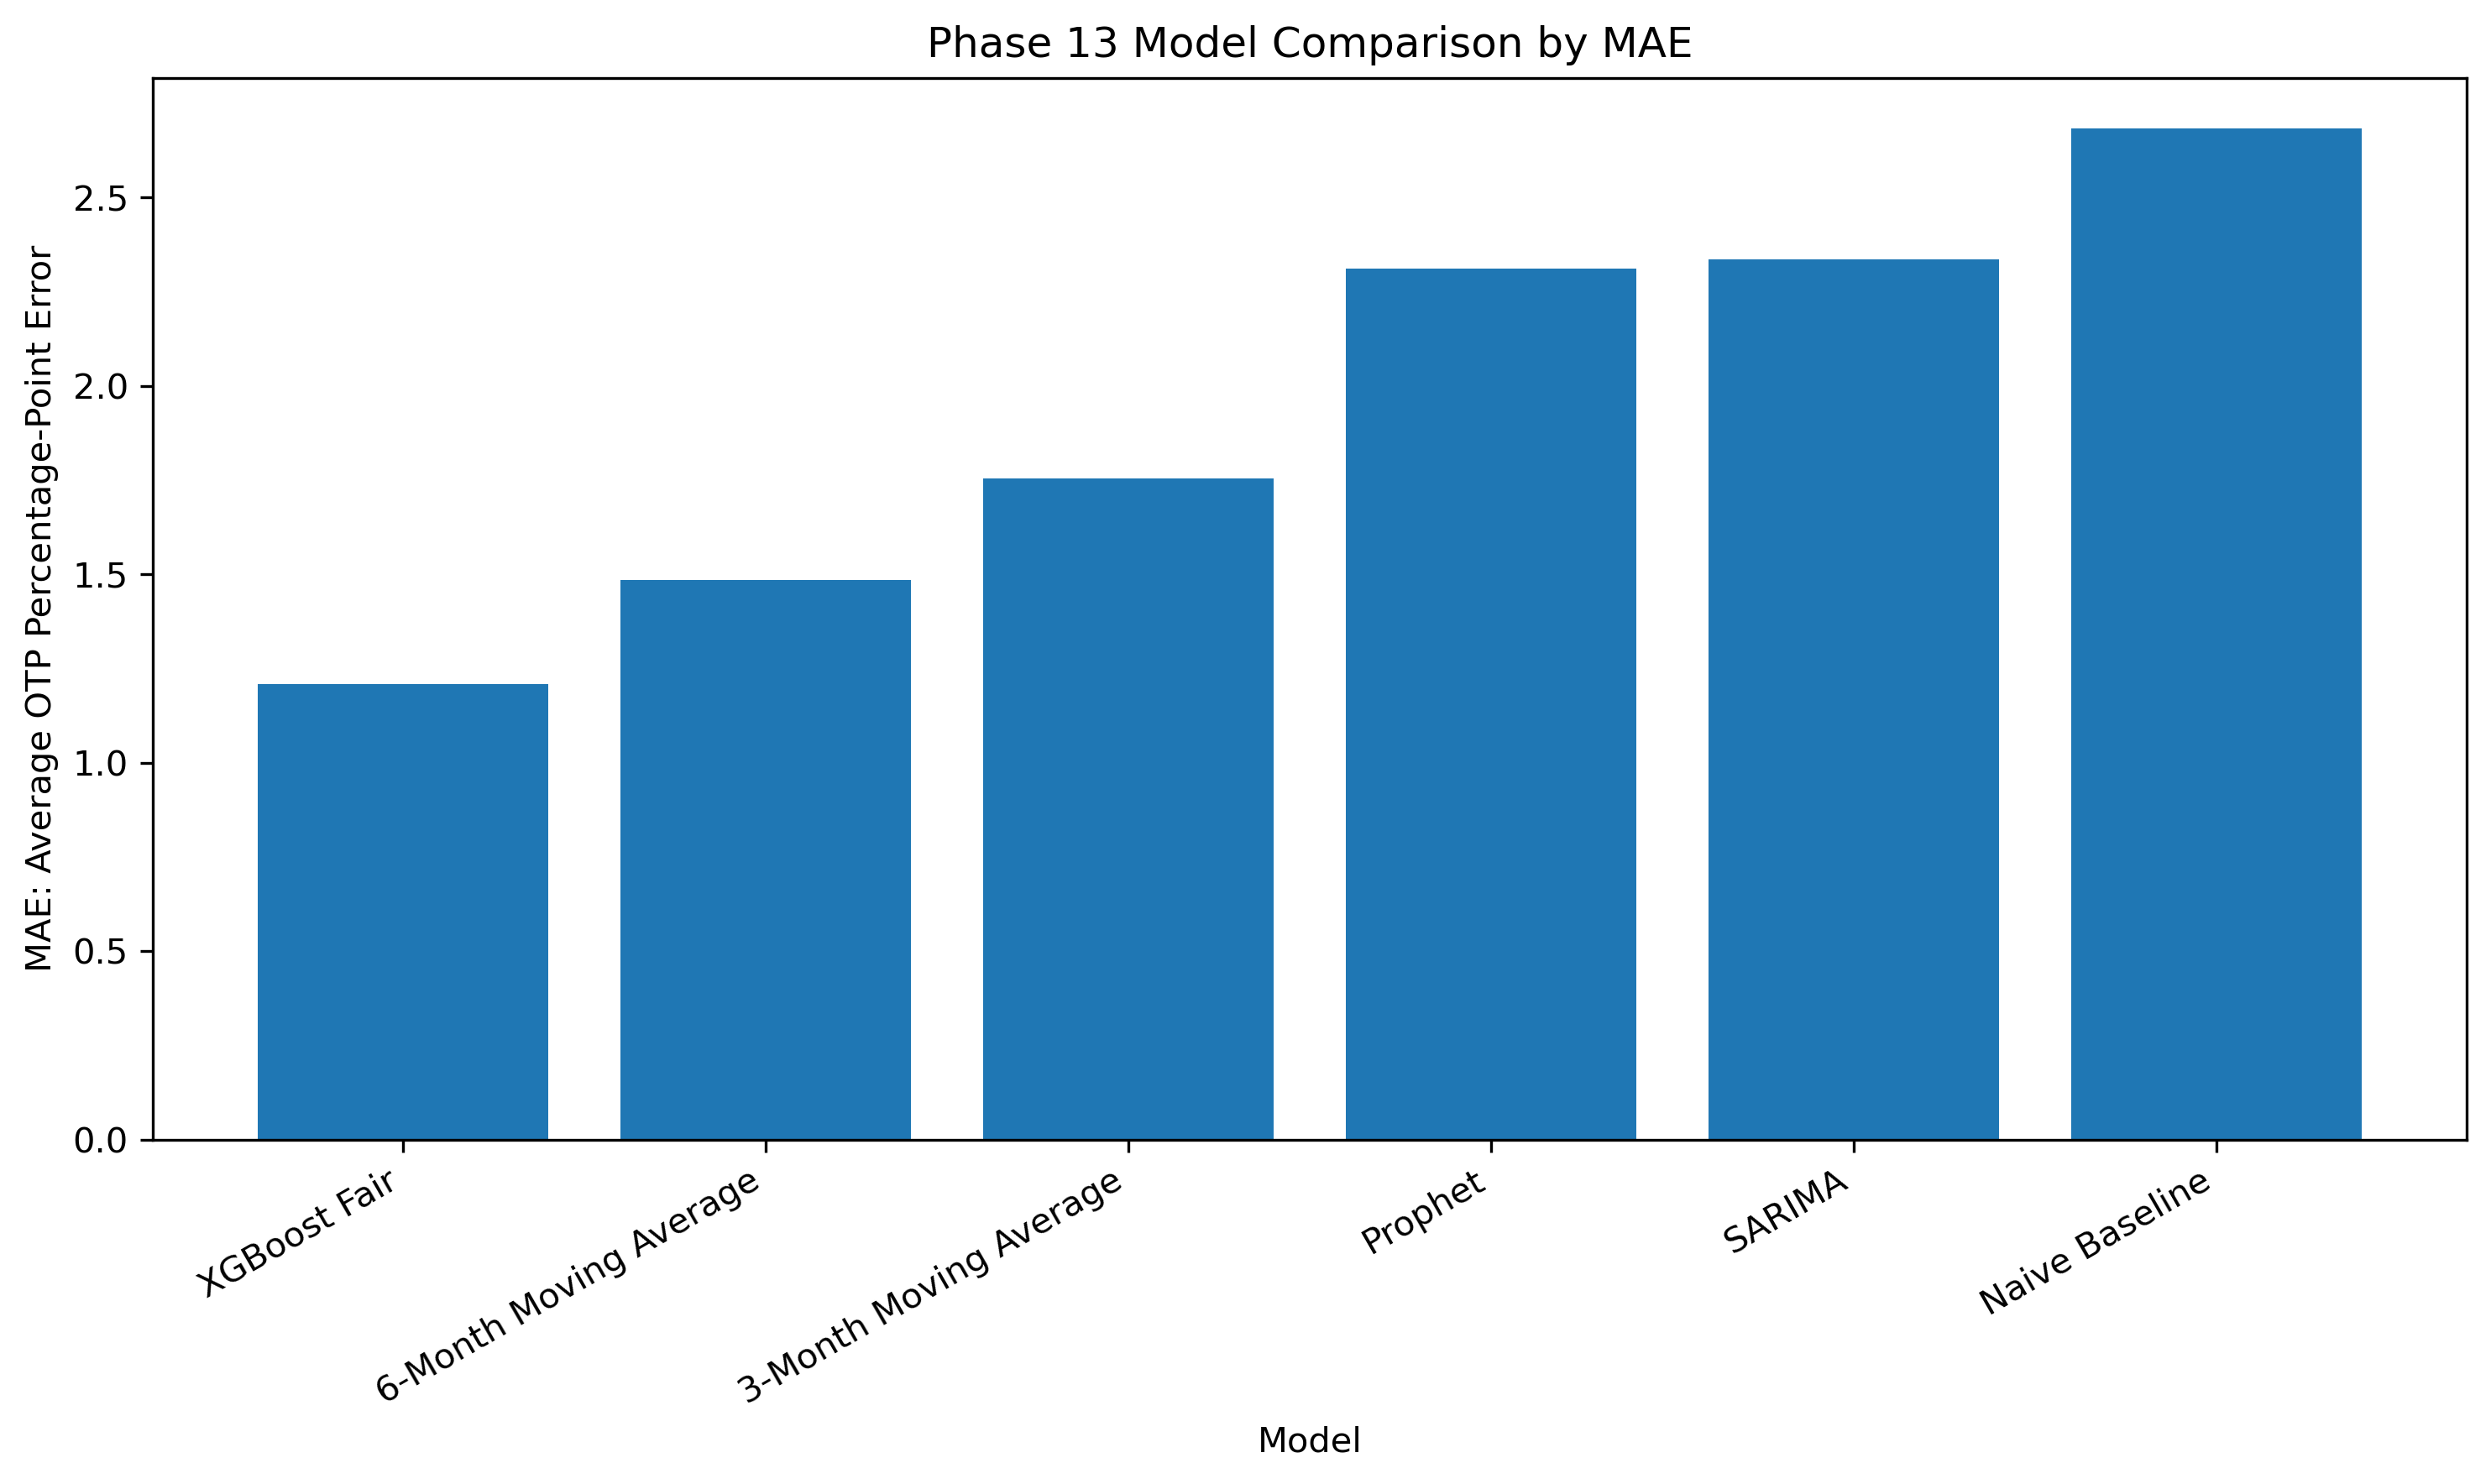 Phase 13 Model Comparison by MAE
MAE: Average OTP Percentage-Point Error
2.5
2.0
1.5
1.0
0.5
0.0
XGBoost Fair
6-Month Moving Average
3-Month Moving Average
Prophet
SARIMA
Naive Baseline
Model